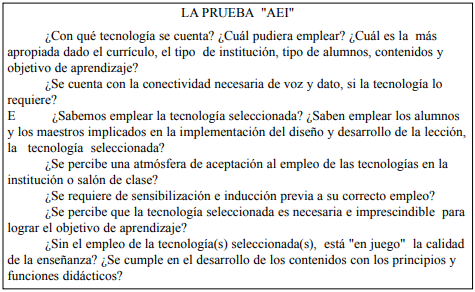 LA PRUEBA "AEI"
¿Con qué tecnología se cuenta? ¿Cuál pudiera emplear? ¿Cuál es la más
apropiada dado el currículo, el tipo de institución, tipo de alumnos, contenidos y
objetivo de aprendizaje?
¿Se cuenta con la conectividad necesaria de voz y dato, si la tecnología lo
requiere?
E ¿Sabemos emplear la tecnología seleccionada? ¿Saben emplear los alumnos
y los maestros implicados en la implementación del diseño y desarrollo de la lección,
la tecnología seleccionada?
¿Se percibe una atmósfera de aceptación al empleo de las tecnologías en la
institución o salón de clase?
¿Se requiere de sensibilización e inducción previa a su correcto empleo?
¿Se percibe que la tecnología seleccionada es necesaria e imprescindible para
lograr el objetivo de aprendizaje?
¿Sin el empleo de la tecnología(s) seleccionada(s), está "en juego" la calidad
de la enseñanza? ¿Se cumple en el desarrollo de los contenidos con los principios y
funciones didácticos?